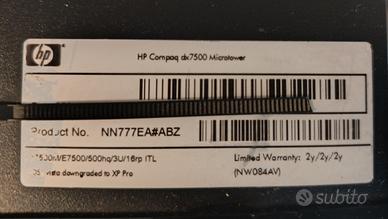 hp
HP Compaq dx7500 Microtower
Product No. NN777EA#ABZ
7500M/E7500/500hq/3U/16rp ITL
Limited Warranty: 2y/2y/2y
downgraded to XP Pro
(NW084AV)
subito